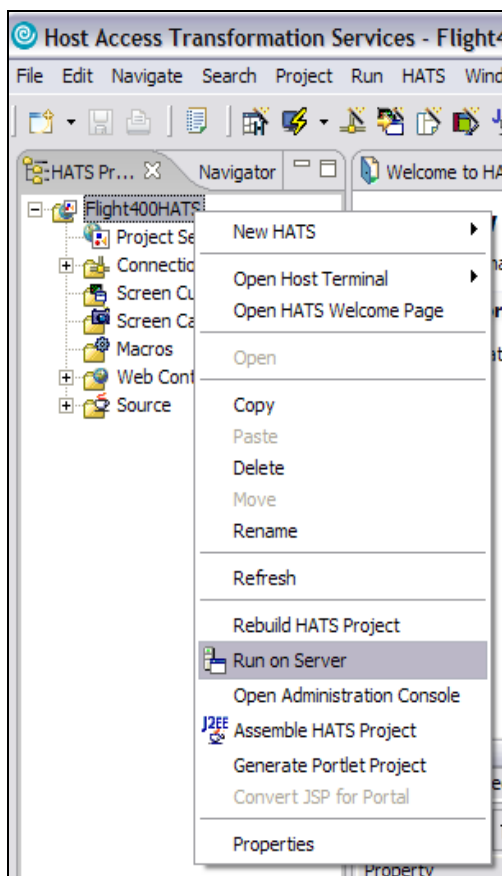 Host Access Transformation Services - Flight4
File Edit Navigate Search Project Run HATS Wind
HATS Pr... Navigator Welcome to HA
Flight400HATS
Project Se
Connectio
Screen Cu
Screen Ca
Macros
Web Cont
Source
New HATS
Open Host Terminal
Open HATS Welcome Page
Open
Copy
Paste
Delete
Move
Rename
Refresh
Rebuild HATS Project
Run on Server
Open Administration Console
J2EE Assemble HATS Project
Generate Portlet Project
Convert JSP for Portal
Properties
Property